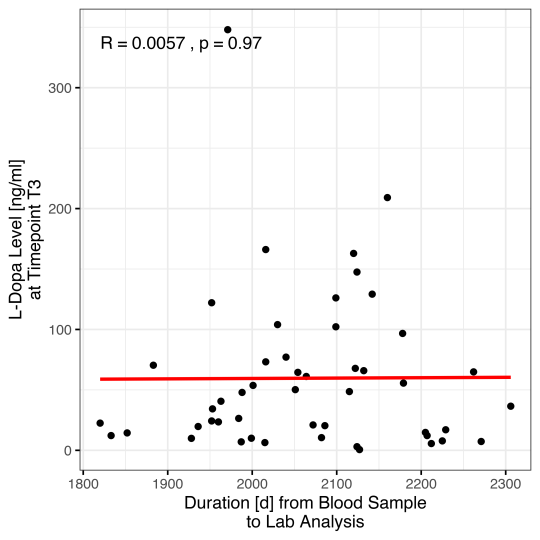 R = 0.0057 , p = 0.97
300
200
100
0
L-Dopa Level [ng/ml]
at Timepoint T3
1800 1900 2000 2100 2200 2300
Duration [d] from Blood Sample
to Lab Analysis